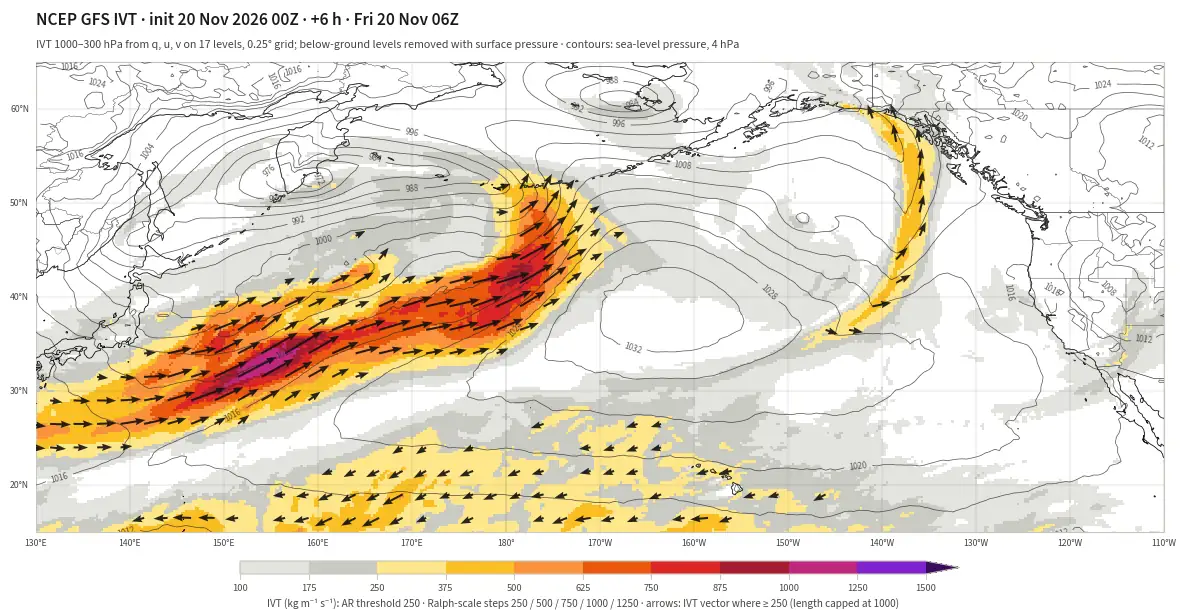 NCEP GFS IVT · init 20 Nov 2026 00Z · +6 h · Fri 20 Nov 06Z
IVT 1000–300 hPa from q, u, v on 17 levels, 0.25° grid; below-ground levels removed with surface pressure · contours: sea-level pressure, 4 hPa
1016
1016
1016
1024
988
984
992
996
996
1024
1020
1012
60°N
1016
1004
976
988
1008
50°N
992
1000
1028
40°N
1016
1008
1032
1012
30°N
1016
1020
1016
20°N
130°E 140°E 150°E 160°E 170°E 180° 170°W 160°W 150°W 140°W 130°W 120°W 110°W
100 175 250 375 500 625 750 875 1000 1250 1500
IVT (kg m⁻¹ s⁻¹): AR threshold 250 · Ralph-scale steps 250 / 500 / 750 / 1000 / 1250 · arrows: IVT vector where ≥ 250 (length capped at 1000)